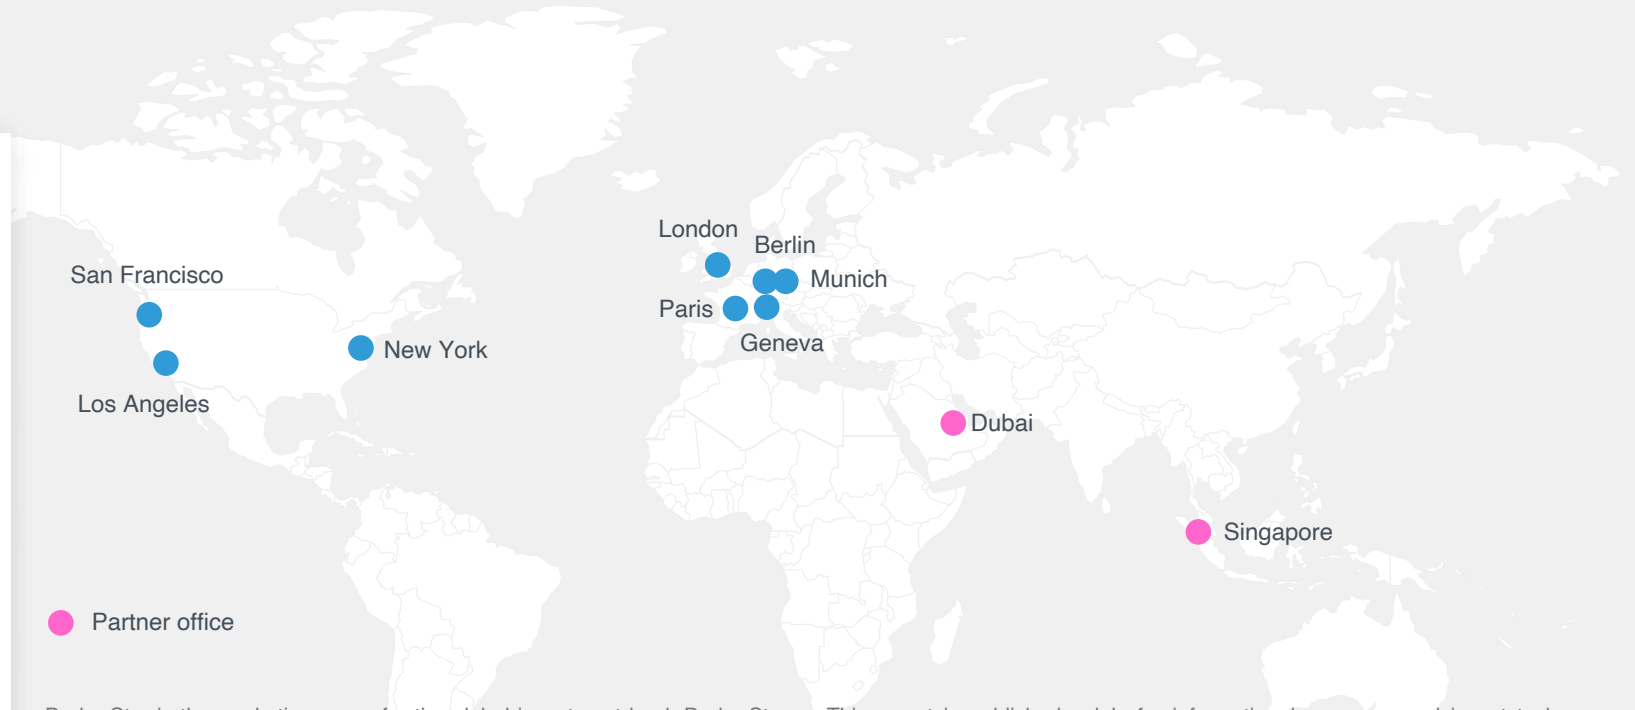 London
Berlin
San Francisco
Munich
Paris
Geneva
New York
Los Angeles
Dubai
Singapore
Partner office